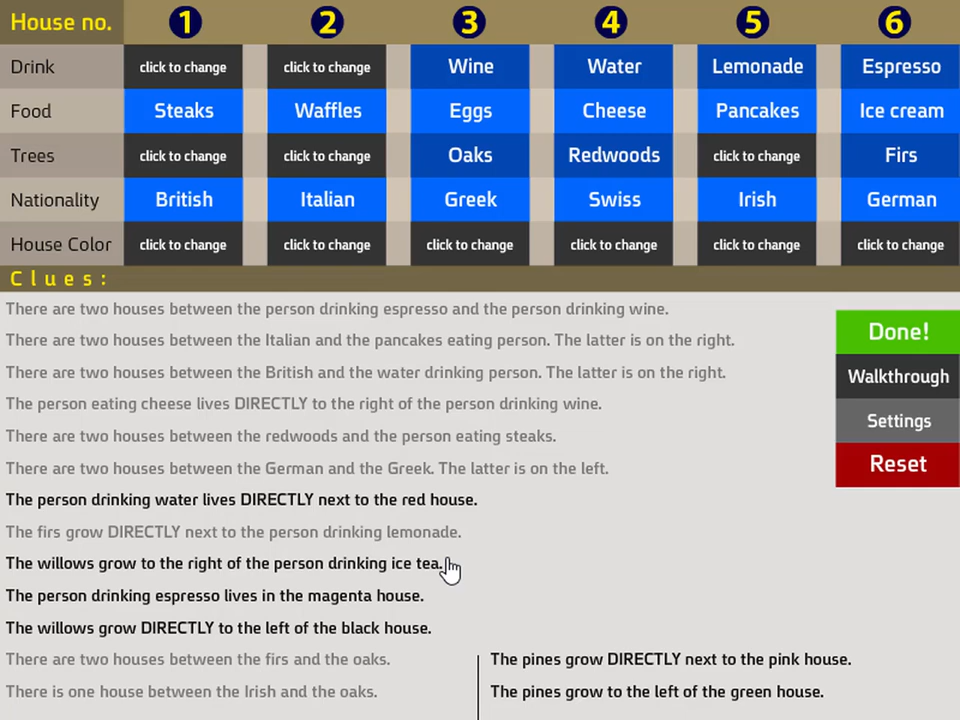 House no. 1 2 3 4 5 6
Drink click to change click to change Wine Water Lemonade Espresso
Food Steaks Waffles Eggs Cheese Pancakes Ice cream
Trees click to change click to change Oaks Redwoods click to change Firs
Nationality British Italian Greek Swiss Irish German
House Color click to change click to change click to change click to change click to change click to change
Clues:
There are two houses between the person drinking espresso and the person drinking wine.
There are two houses between the Italian and the pancakes eating person. The latter is on the right.
There are two houses between the British and the water drinking person. The latter is on the right.
The person eating cheese lives DIRECTLY to the right of the person drinking wine.
There are two houses between the redwoods and the person eating steaks.
There are two houses between the German and the Greek. The latter is on the left.
The person drinking water lives DIRECTLY next to the red house.
The firs grow DIRECTLY next to the person drinking lemonade.
The willows grow to the right of the person drinking ice tea.
The person drinking espresso lives in the magenta house.
The willows grow DIRECTLY to the left of the black house.
There are two houses between the firs and the oaks.
There is one house between the Irish and the oaks.
The pines grow DIRECTLY next to the pink house.
The pines grow to the left of the green house.
Done!
Walkthrough
Settings
Reset